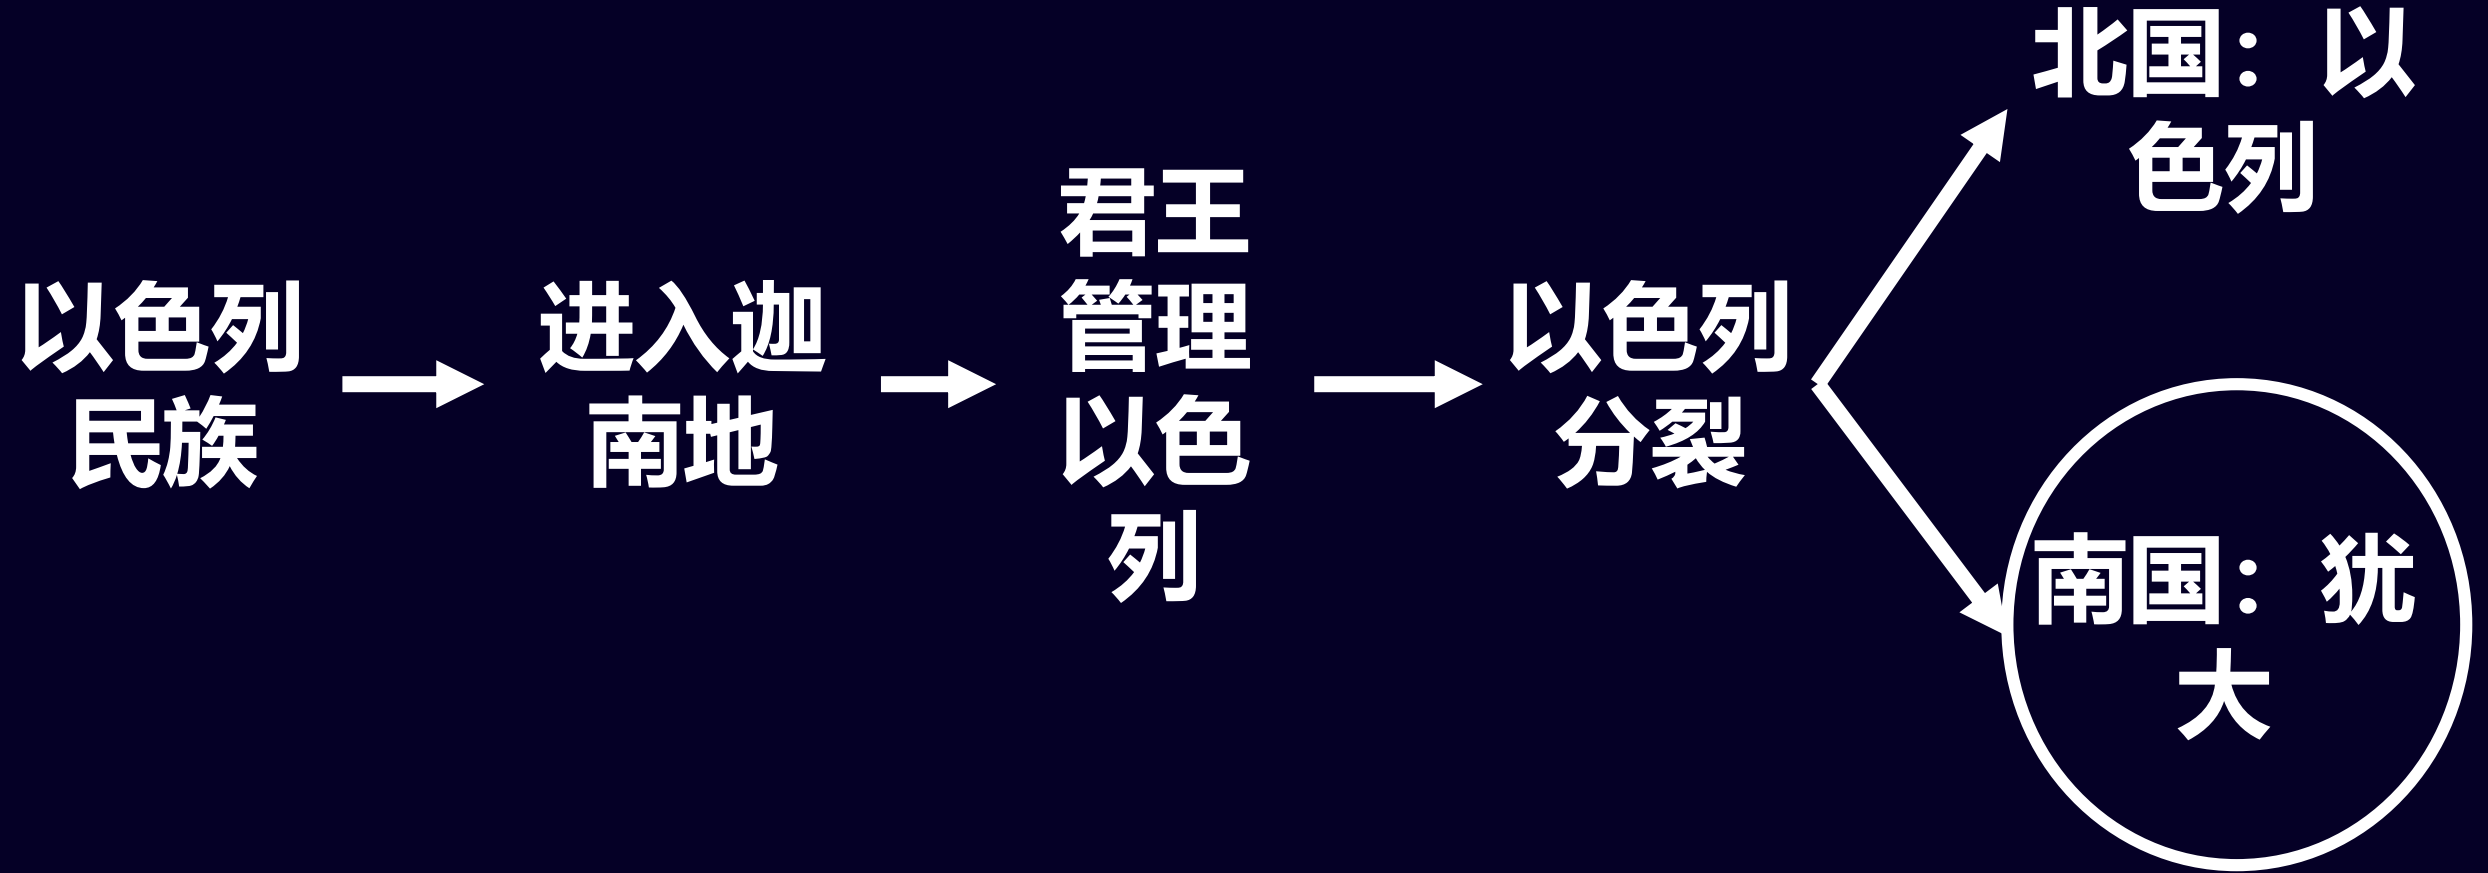 以色列
民族
进入迦
南地
君王
管理
以色
列
以色列
分裂
北国：以
色列
南国：犹
大